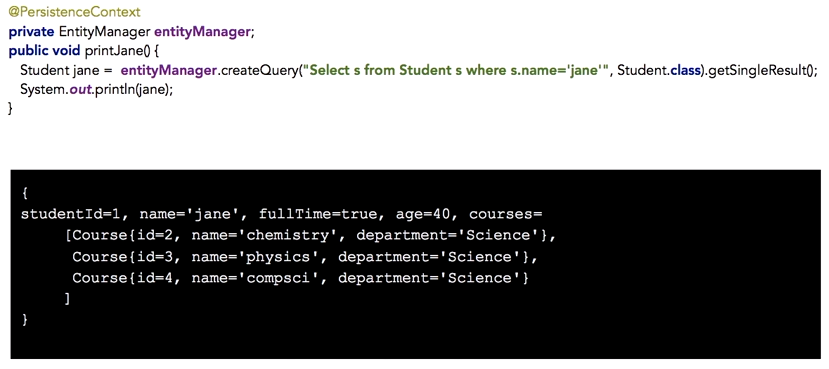 @PersistenceContext
private EntityManager entityManager;
public void printJane() {
Student jane = entityManager.createQuery("Select s from Student s where s.name='jane'", Student.class).getSingleResult();
System.out.println(jane);
}
{
studentId=1, name='jane', fullTime=true, age=40, courses=
[Course{id=2, name='chemistry', department='Science'},
Course{id=3, name='physics', department='Science'},
Course{id=4, name='compsci', department='Science'}
]
}